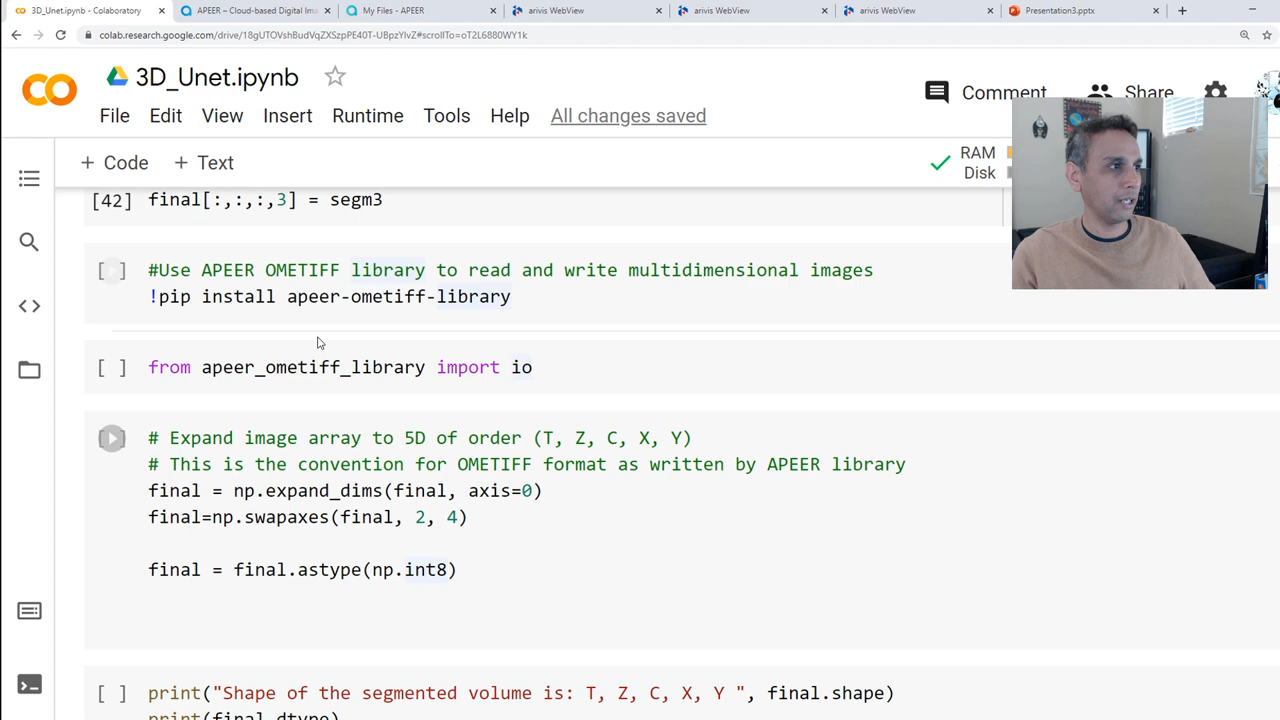 3D_Unet.ipynb - Colaboratory
APEER – Cloud-based Digital Ima
My Files - APEER
arivis WebView
arivis WebView
arivis WebView
Presentation3.pptx
colab.research.google.com/drive/18gUTOVshBudVqZXSzpPE40T-UBpzYlvZ#scrollTo=oT2L6880WY1k
3D_Unet.ipynb
Comment
Share
File Edit View Insert Runtime Tools Help All changes saved
+ Code + Text
RAM
Disk
[42] final[:,:,:,3] = segm3
#Use APEER OMETIFF library to read and write multidimensional images
!pip install apeer-ometiff-library
[ ] from apeer_ometiff_library import io
# Expand image array to 5D of order (T, Z, C, X, Y)
# This is the convention for OMETIFF format as written by APEER library
final = np.expand_dims(final, axis=0)
final=np.swapaxes(final, 2, 4)
final = final.astype(np.int8)
[ ] print("Shape of the segmented volume is: T, Z, C, X, Y ", final.shape)
print(final.dtype)